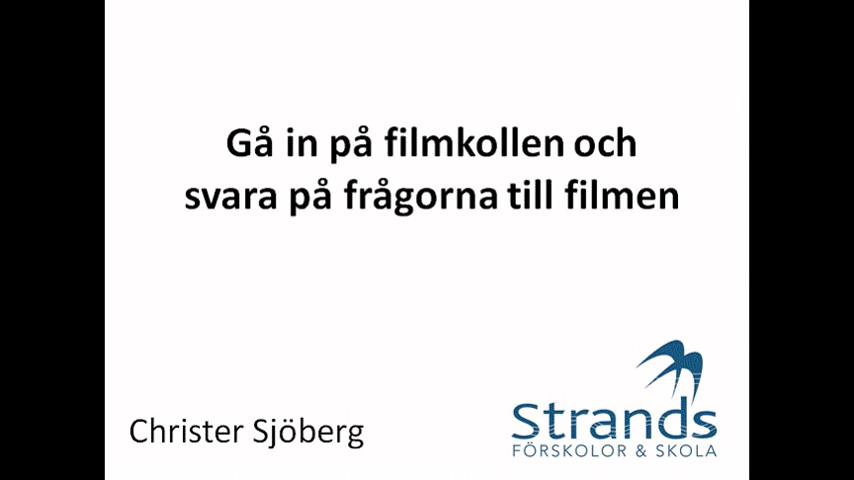 Gå in på filmkollen och
svara på frågorna till filmen
Christer Sjöberg
Strands
FÖRSKOLOR & SKOLA